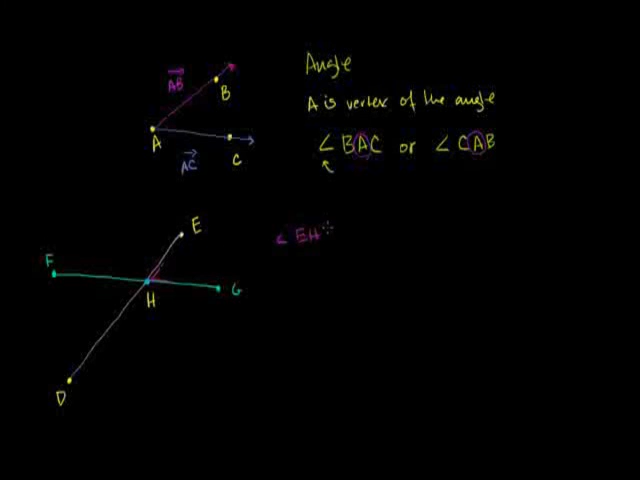 Angle
AB
B
A is vertex of the angle
A
∠ BAC or ∠ CAB
C
AC
E
< EH
F
G
H
D